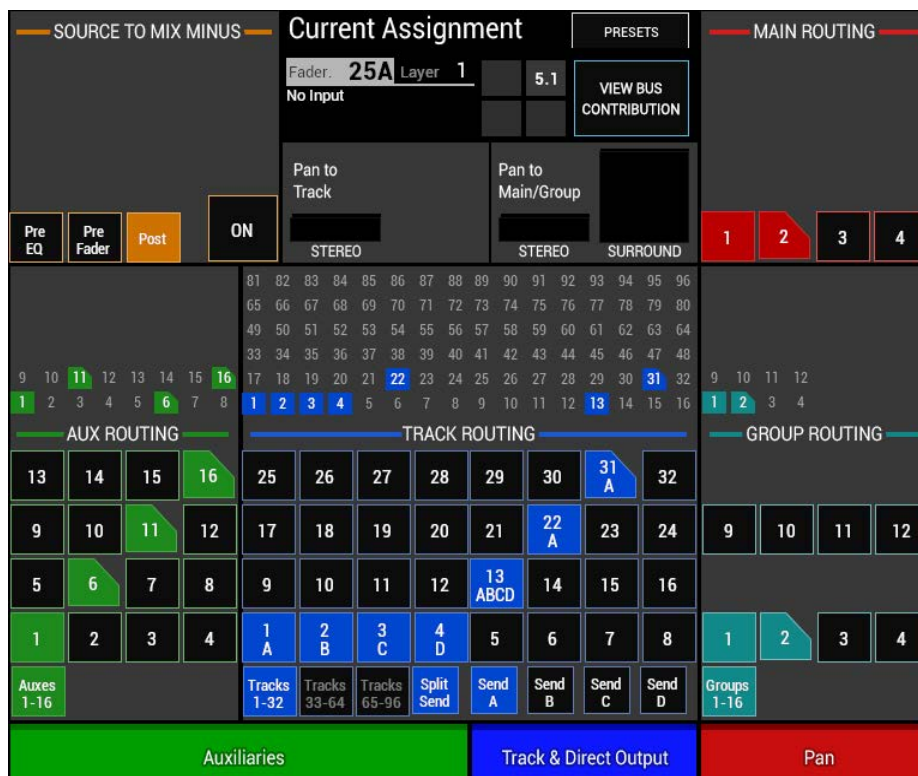 SOURCE TO MIX MINUS
Current Assignment
PRESETS
MAIN ROUTING
Fader. 25A Layer 1
No Input
5.1
VIEW BUS
CONTRIBUTION
Pan to
Track
Pan to
Main/Group
Pre
EQ
Pre
Fader
Post
ON
STEREO
STEREO
SURROUND
1 2 3 4
81 82 83 84 85 86 87 88 89 90 91 92 93 94 95 96
65 66 67 68 69 70 71 72 73 74 75 76 77 78 79 80
49 50 51 52 53 54 55 56 57 58 59 60 61 62 63 64
33 34 35 36 37 38 39 40 41 42 43 44 45 46 47 48
9 10 11 12 13 14 15 16
17 18 19 20 21 22 23 24 25 26 27 28 29 30 31 32
9 10 11 12
1 2 3 4 5 6 7 8
1 2 3 4 5 6 7 8 9 10 11 12 13 14 15 16
1 2 3 4
AUX ROUTING
TRACK ROUTING
GROUP ROUTING
13 14 15 16
25 26 27 28 29 30 31 32
A
9 10 11 12
17 18 19 20 21 22 23 24
A
9 10 11 12
5 6 7 8
9 10 11 12 13 14 15 16
ABCD
1 2 3 4
1 2 3 4 5 6 7 8
A B C D
1 2 3 4
Auxes
1-16
Tracks
1-32
Tracks
33-64
Tracks
65-96
Split
Send
Send
A
Send
B
Send
C
Send
D
Groups
1-16
Auxiliaries
Track & Direct Output
Pan